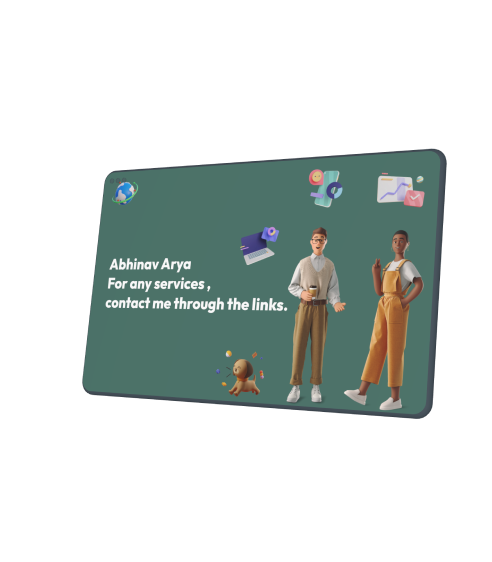 Abhinav Arya
For any services ,
contact me through the links.